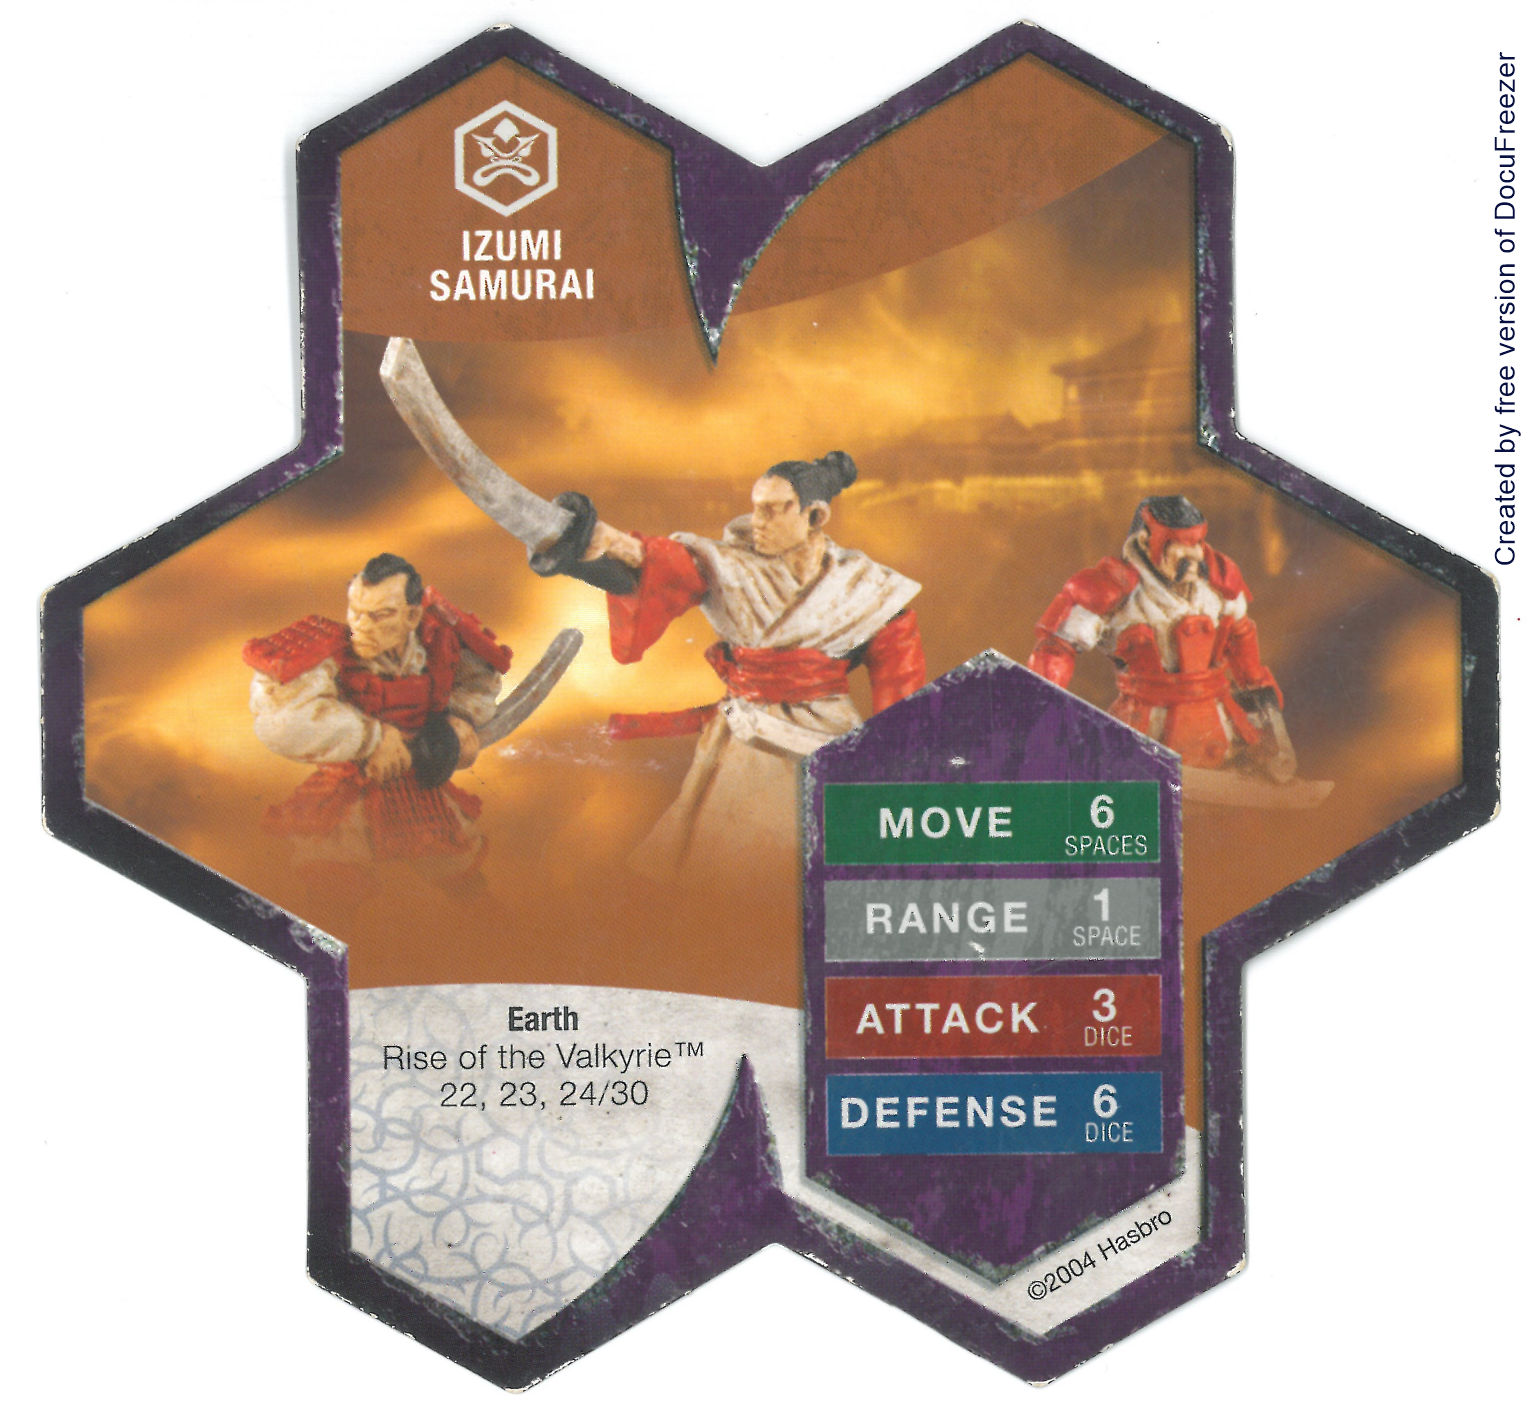 IZUMI
SAMURAI
MOVE 6
SPACES
RANGE 1
SPACE
ATTACK 3
DICE
DEFENSE 6
DICE
Earth
Rise of the Valkyrie™
22, 23, 24/30
©2004 Hasbro
Created by free version of DocuFreezer